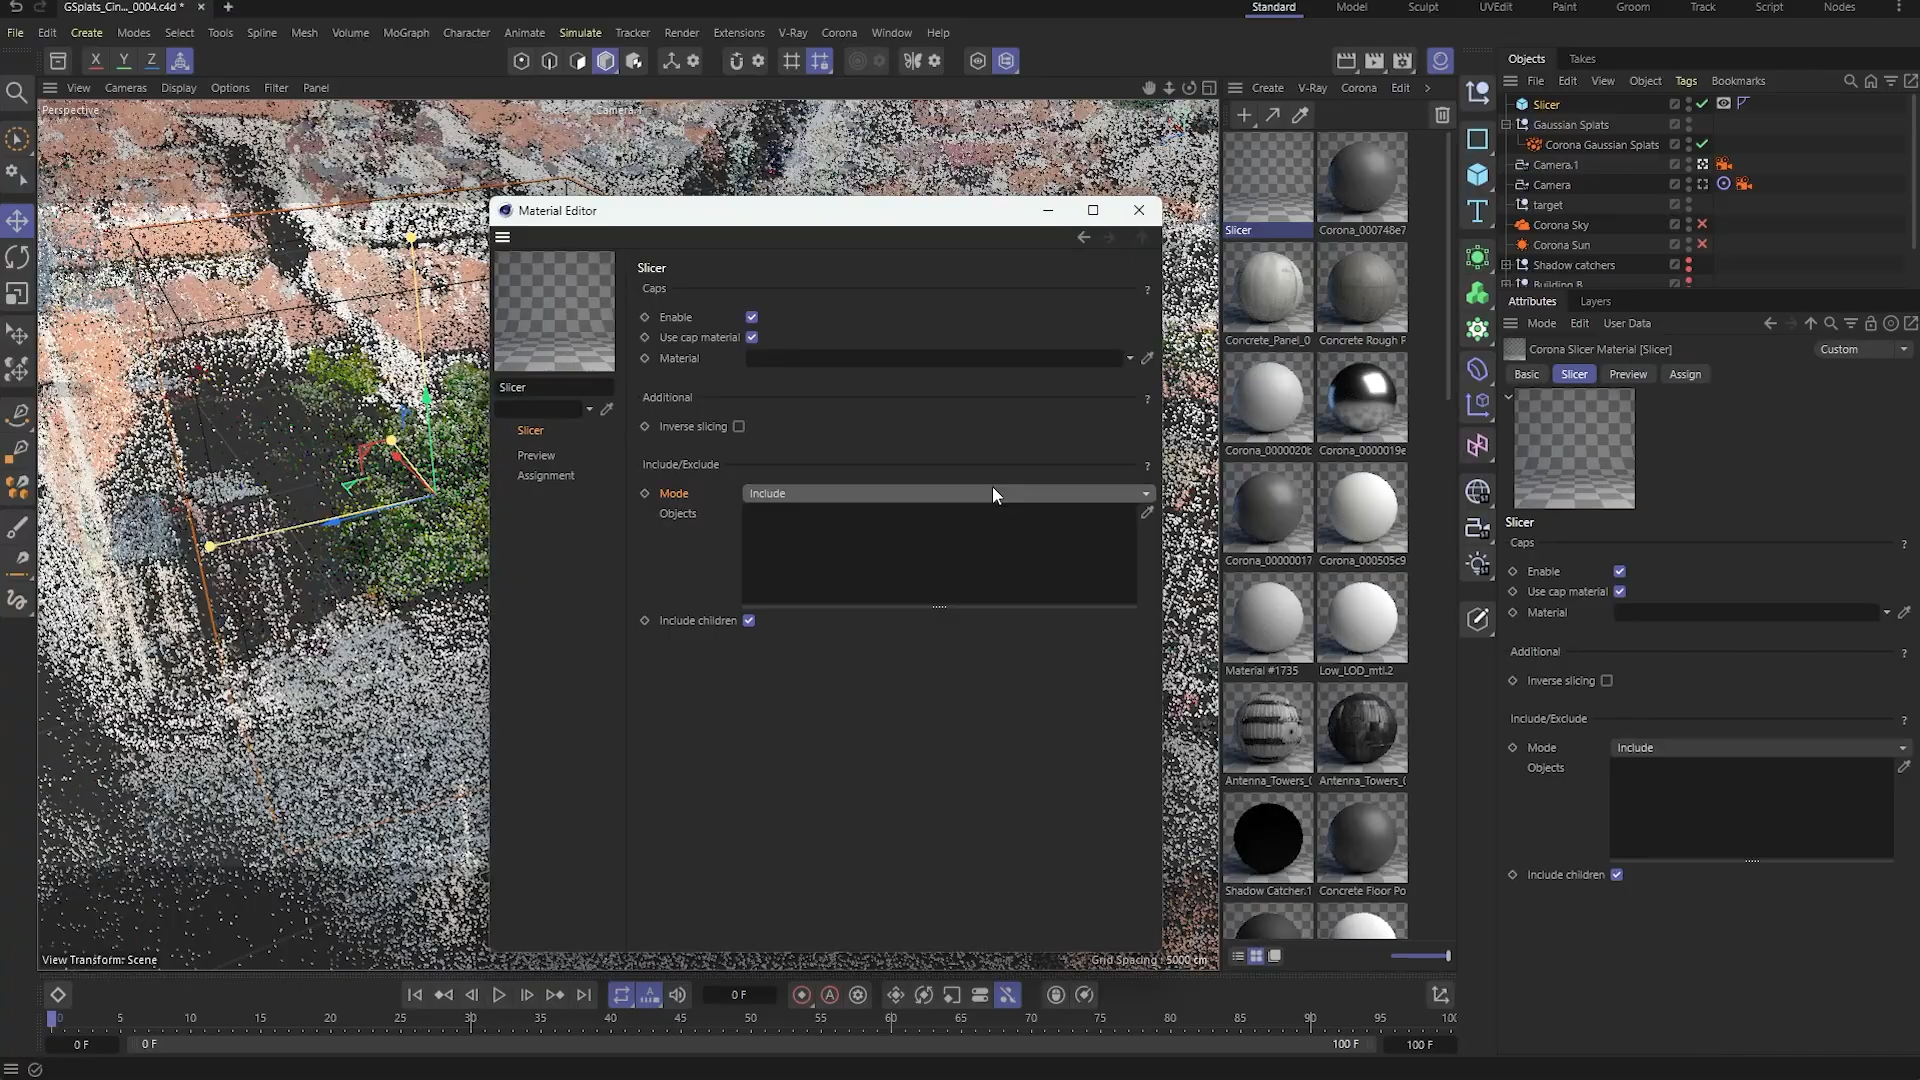 GSplats_Cin..._0004.c4d *
Standard
Model
Sculpt
UVEdit
Paint
Groom
Track
Script
Nodes
File Edit Create Modes Select Tools Spline Mesh Volume MoGraph Character Animate Simulate Tracker Render Extensions V-Ray Corona Window Help
X Y Z
View Cameras Display Options Filter Panel
Perspective
Camera.1
Create V-Ray Corona Edit
Slicer
Corona_000748e7
Concrete_Panel_0
Concrete Rough F
Corona_0000020b
Corona_0000019e
Corona_00000017
Corona_000505c9
Material #1735
Low_LOD_mtl.2
Antenna_Towers_(
Antenna_Towers_(
Shadow Catcher.1
Concrete Floor Po
Material Editor
Slicer
Slicer
Preview
Assignment
Slicer
Caps
?
Enable
Use cap material
Material
Additional
?
Inverse slicing
Include/Exclude
?
Mode
Include
Objects
Include children
View Transform: Scene
Grid Spacing : 5000 cm
Objects Takes
File Edit View Object Tags Bookmarks
Slicer
Gaussian Splats
Corona Gaussian Splats
Camera.1
Camera
target
Corona Sky
Corona Sun
Shadow catchers
Building B
Attributes Layers
Mode Edit User Data
Corona Slicer Material [Slicer]
Custom
Basic Slicer Preview Assign
Slicer
Caps
?
Enable
Use cap material
Material
Additional
?
Inverse slicing
Include/Exclude
?
Mode
Include
Objects
Include children
0 F
0 5 10 15 20 25 30 35 40 45 50 55 60 65 70 75 80 85 90 95 100
0 F
0 F
100 F
100 F